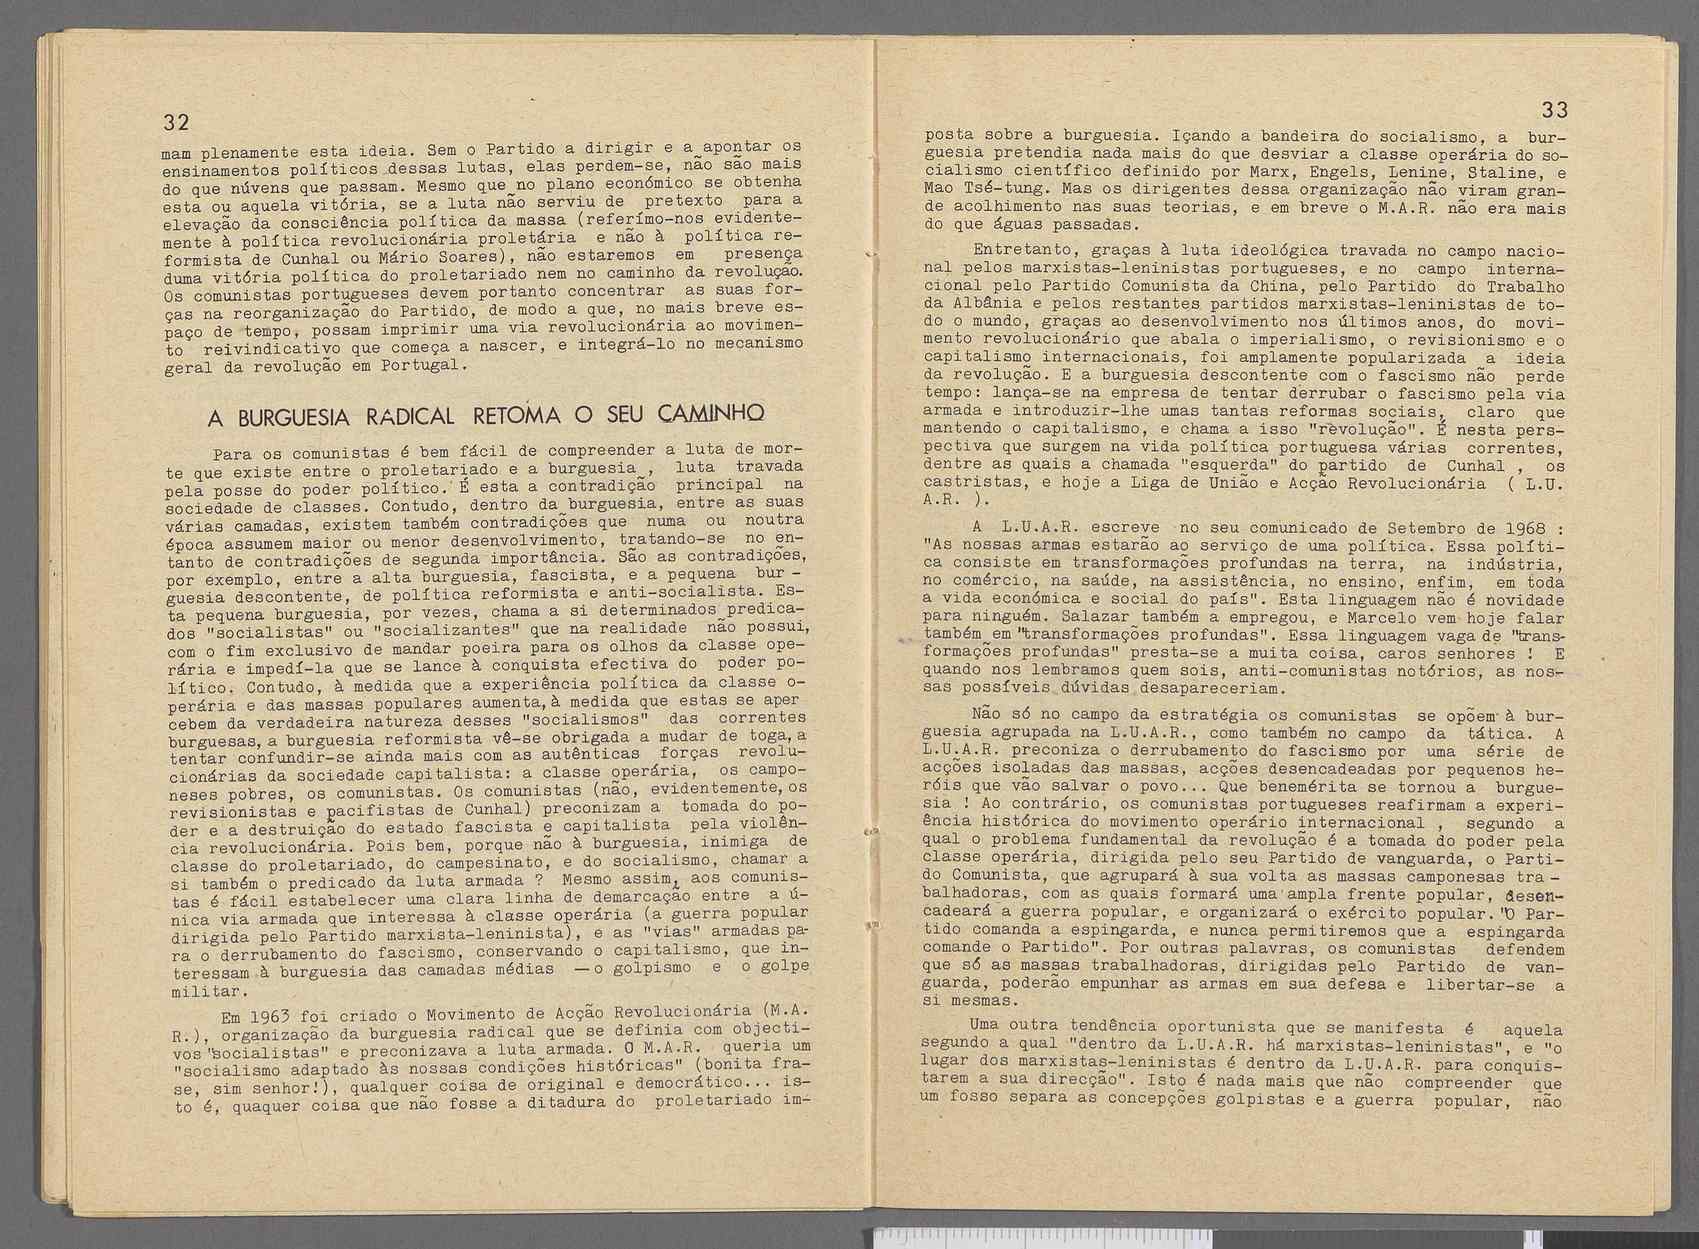 32
mam plenamente esta ideia. Sem o Partido a dirigir e a apontar os
ensinamentos políticos dessas lutas, elas perdem-se, não são mais
do que núvens que passam. Mesmo que no plano económico se obtenha
esta ou aquela vitória, se a luta não serviu de pretexto para a
elevação da consciência política da massa (referímo-nos evidente-
mente à política revolucionária proletária e não à política re-
formista de Cunhal ou Mário Soares), não estaremos em presença
duma vitória política do proletariado nem no caminho da revolução.
Os comunistas portugueses devem portanto concentrar as suas for-
ças na reorganização do Partido, de modo a que, no mais breve es-
paço de tempo, possam imprimir uma via revolucionária ao movimen-
to reivindicativo que começa a nascer, e integrá-lo no mecanismo
geral da revolução em Portugal.
A BURGUESIA RADICAL RETOMA O SEU CAMINHO
Para os comunistas é bem fácil de compreender a luta de mor-
te que existe entre o proletariado e a burguesia , luta travada
pela posse do poder político. É esta a contradição principal na
sociedade de classes. Contudo, dentro da burguesia, entre as suas
várias camadas, existem também contradições que numa ou noutra
época assumem maior ou menor desenvolvimento, tratando-se no en-
tanto de contradições de segunda importância. São as contradições,
por exemplo, entre a alta burguesia, fascista, e a pequena bur -
guesia descontente, de política reformista e anti-socialista. Es-
ta pequena burguesia, por vezes, chama a si determinados predica-
dos "socialistas" ou "socializantes" que na realidade não possui,
com o fim exclusivo de mandar poeira para os olhos da classe ope-
rária e impedí-la que se lance à conquista efectiva do poder po-
lítico. Contudo, à medida que a experiência política da classe o-
perária e das massas populares aumenta, à medida que estas se aper
cebem da verdadeira natureza desses "socialismos" das correntes
burguesas, a burguesia reformista vê-se obrigada a mudar de toga, a
tentar confundir-se ainda mais com as autênticas forças revolu-
cionárias da sociedade capitalista: a classe operária, os campo-
neses pobres, os comunistas. Os comunistas (não, evidentemente, os
revisionistas e pacifistas de Cunhal) preconizam a tomada do po-
der e a destruição do estado fascista e capitalista pela violên-
cia revolucionária. Pois bem, porque não à burguesia, inimiga de
classe do proletariado, do campesinato, e do socialismo, chamar a
si também o predicado da luta armada ? Mesmo assim, aos comunis-
tas é fácil estabelecer uma clara linha de demarcação entre a ú-
nica via armada que interessa à classe operária (a guerra popular
dirigida pelo Partido marxista-leninista), e as "vias" armadas pa-
ra o derrubamento do fascismo, conservando o capitalismo, que in-
teressam à burguesia das camadas médias — o golpismo e o golpe
militar.
Em 1963 foi criado o Movimento de Acção Revolucionária (M.A.
R.), organização da burguesia radical que se definia com objecti-
vos "socialistas" e preconizava a luta armada. O M.A.R. queria um
"socialismo adaptado às nossas condições históricas" (bonita fra-
se, sim senhor!), qualquer coisa de original e democrático... is-
to é, quaquer coisa que não fosse a ditadura do proletariado im-
33
posta sobre a burguesia. Içando a bandeira do socialismo, a bur-
guesia pretendia nada mais do que desviar a classe operária do so-
cialismo científico definido por Marx, Engels, Lenine, Staline, e
Mao Tsé-tung. Mas os dirigentes dessa organização não viram gran-
de acolhimento nas suas teorias, e em breve o M.A.R. não era mais
do que águas passadas.
Entretanto, graças à luta ideológica travada no campo nacio-
nal pelos marxistas-leninistas portugueses, e no campo interna-
cional pelo Partido Comunista da China, pelo Partido do Trabalho
da Albânia e pelos restantes partidos marxistas-leninistas de to-
do o mundo, graças ao desenvolvimento nos últimos anos, do movi-
mento revolucionário que abala o imperialismo, o revisionismo e o
capitalismo internacionais, foi amplamente popularizada a ideia
da revolução. E a burguesia descontente com o fascismo não perde
tempo: lança-se na empresa de tentar derrubar o fascismo pela via
armada e introduzir-lhe umas tantas reformas sociais, claro que
mantendo o capitalismo, e chama a isso "revolução". É nesta pers-
pectiva que surgem na vida política portuguesa várias correntes,
dentre as quais a chamada "esquerda" do partido de Cunhal , os
castristas, e hoje a Liga de União e Acção Revolucionária ( L.U.
A.R. ).
A L.U.A.R. escreve no seu comunicado de Setembro de 1968 :
"As nossas armas estarão ao serviço de uma política. Essa políti-
ca consiste em transformações profundas na terra, na indústria,
no comércio, na saúde, na assistência, no ensino, enfim, em toda
a vida económica e social do país". Esta linguagem não é novidade
para ninguém. Salazar também a empregou, e Marcelo vem hoje falar
também em "transformações profundas". Essa linguagem vaga de "trans-
formações profundas" presta-se a muita coisa, caros senhores ! E
quando nos lembramos quem sois, anti-comunistas notórios, as nos-
sas possíveis dúvidas desapareceriam.
Não só no campo da estratégia os comunistas se opõem à bur-
guesia agrupada na L.U.A.R., como também no campo da tática. A
L.U.A.R. preconiza o derrubamento do fascismo por uma série de
acções isoladas das massas, acções desencadeadas por pequenos he-
róis que vão salvar o povo... Que benemérita se tornou a burgue-
sia ! Ao contrário, os comunistas portugueses reafirmam a experi-
ência histórica do movimento operário internacional , segundo a
qual o problema fundamental da revolução é a tomada do poder pela
classe operária, dirigida pelo seu Partido de vanguarda, o Parti-
do Comunista, que agrupará à sua volta as massas camponesas tra -
balhadoras, com as quais formará uma ampla frente popular, desen-
cadeará a guerra popular, e organizará o exército popular. "O Par-
tido comanda a espingarda, e nunca permitiremos que a espingarda
comande o Partido". Por outras palavras, os comunistas defendem
que só as massas trabalhadoras, dirigidas pelo Partido de van-
guarda, poderão empunhar as armas em sua defesa e libertar-se a
si mesmas.
Uma outra tendência oportunista que se manifesta é aquela
segundo a qual "dentro da L.U.A.R. há marxistas-leninistas", e "o
lugar dos marxistas-leninistas é dentro da L.U.A.R. para conquis-
tarem a sua direcção". Isto é nada mais que não compreender que
um fosso separa as concepções golpistas e a guerra popular, não